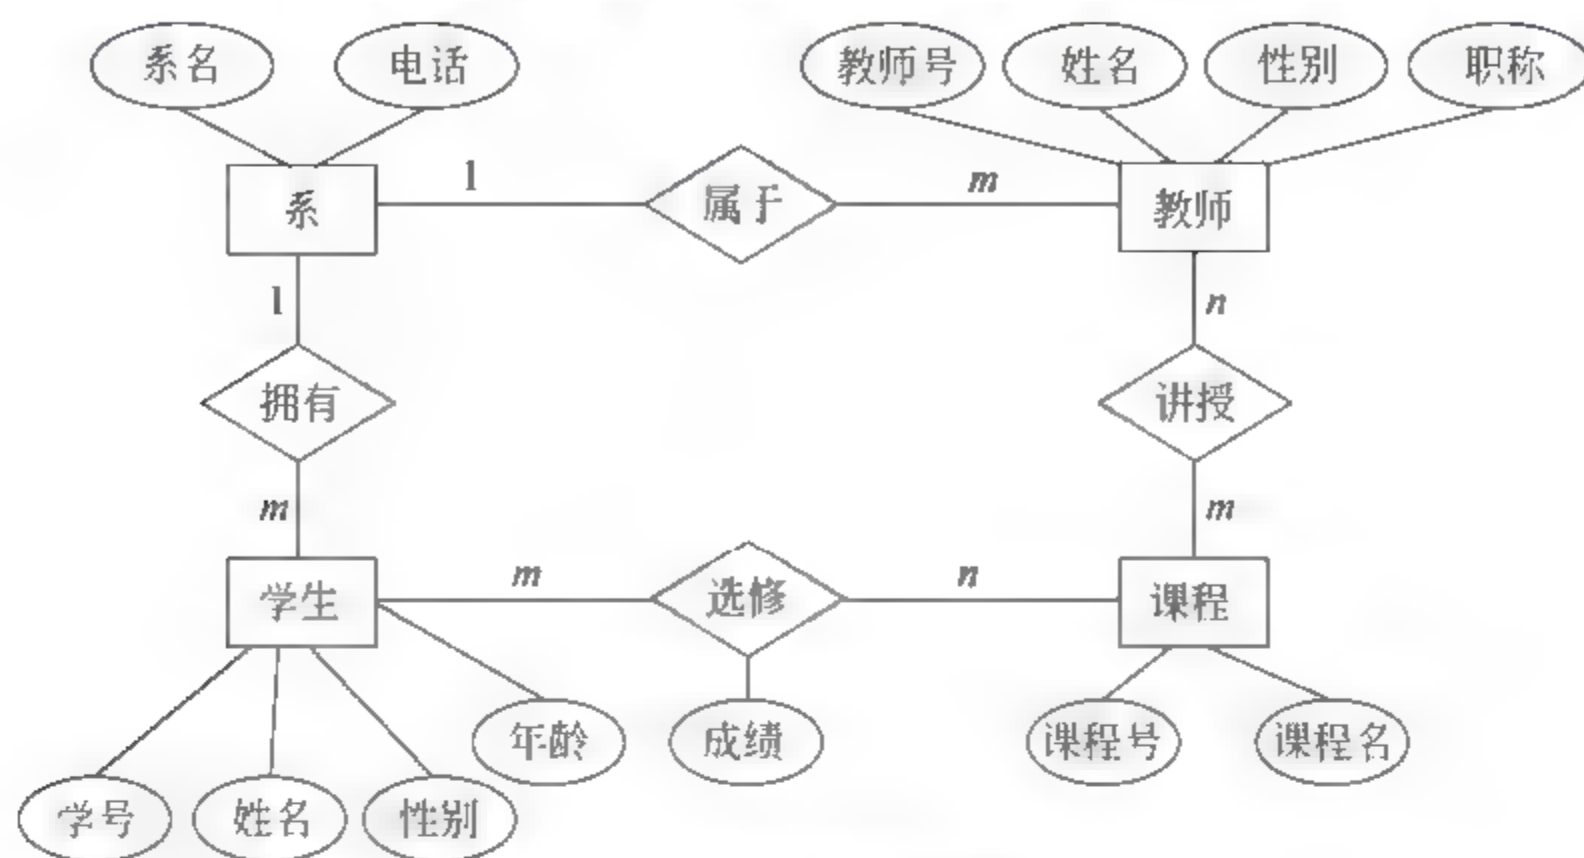 系名 电话 教师号 姓名 性别 职称
系 1 属于 m 教师
1 n
拥有 讲授
m m
学生 m 选修 n 课程
年龄 成绩 课程号 课程名
学号 姓名 性别